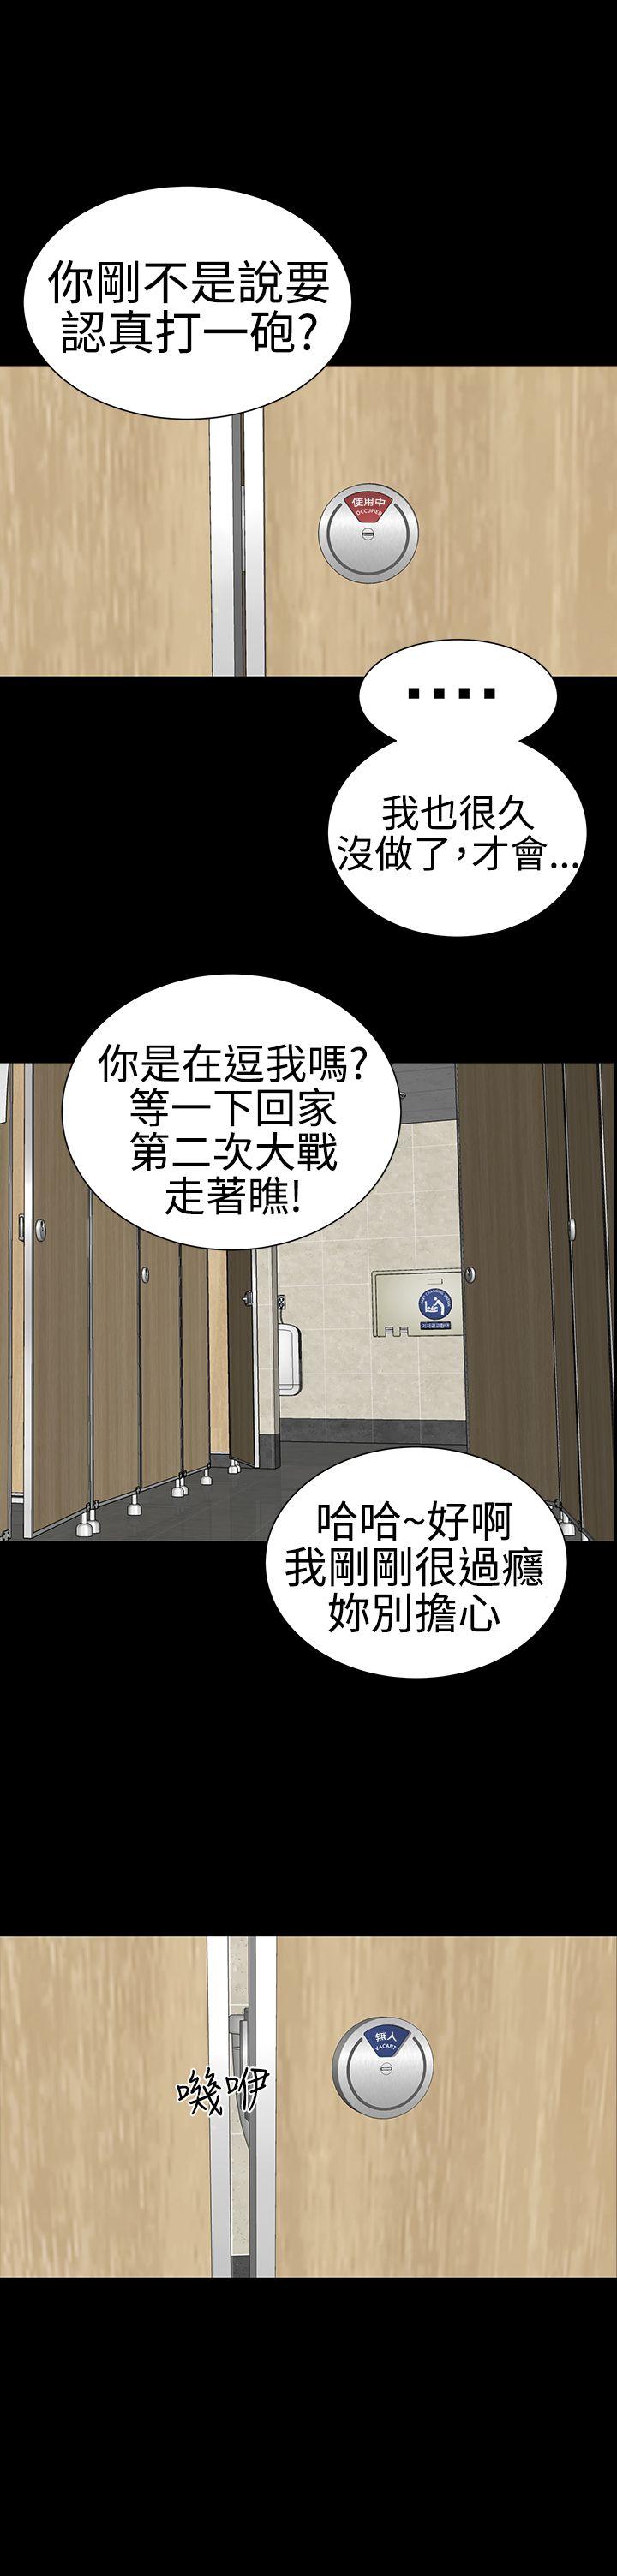 你剛不是說要
認真打一砲?
使用中
OCCUPIED
....
我也很久
沒做了,才會...
你是在逗我嗎?
等一下回家
第二次大戰
走著瞧!
哈哈~好啊
我剛剛很過癮
妳別擔心
無人
VACANT
嘰咿